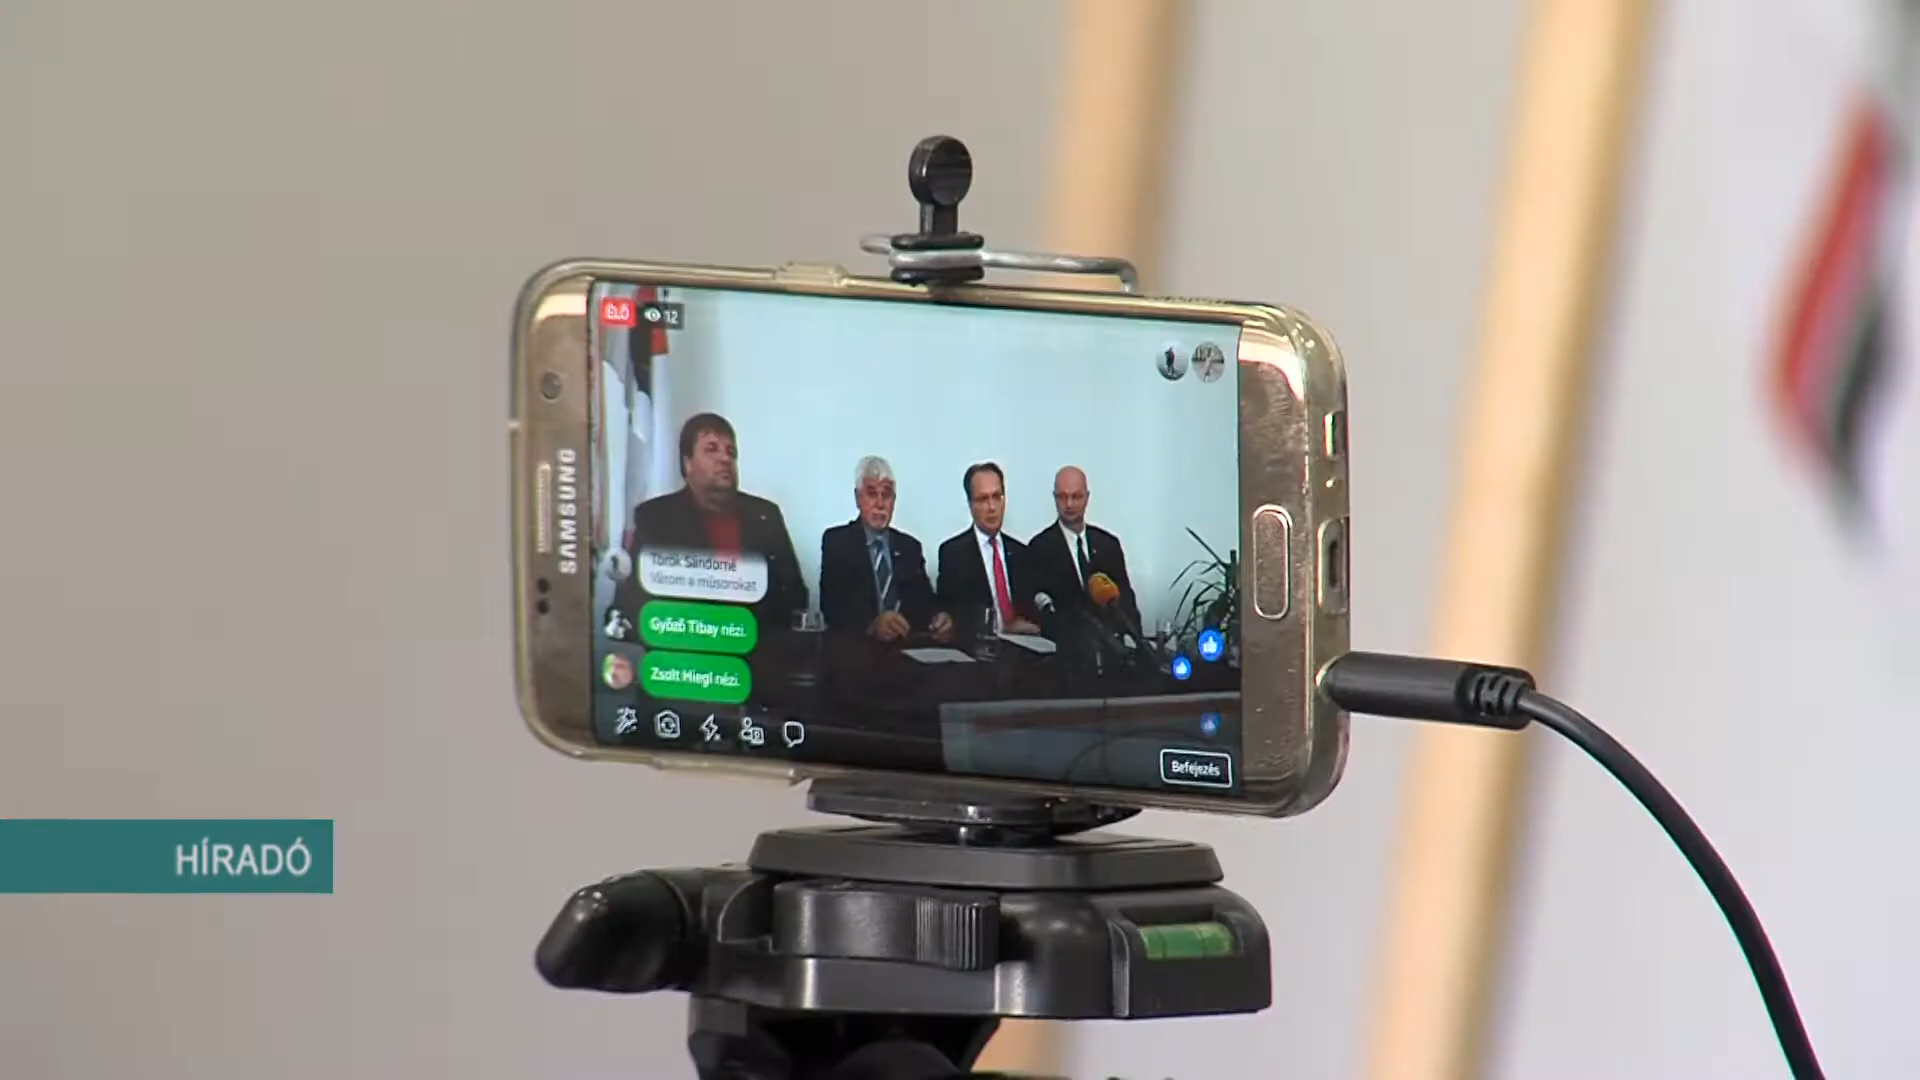 ÉLŐ
12
SAMSUNG
Török Sándorné
Várom a műsorokat
Győző Tibay nézi.
Zsolt Hiegl nézi.
Befejezés
HÍRADÓ